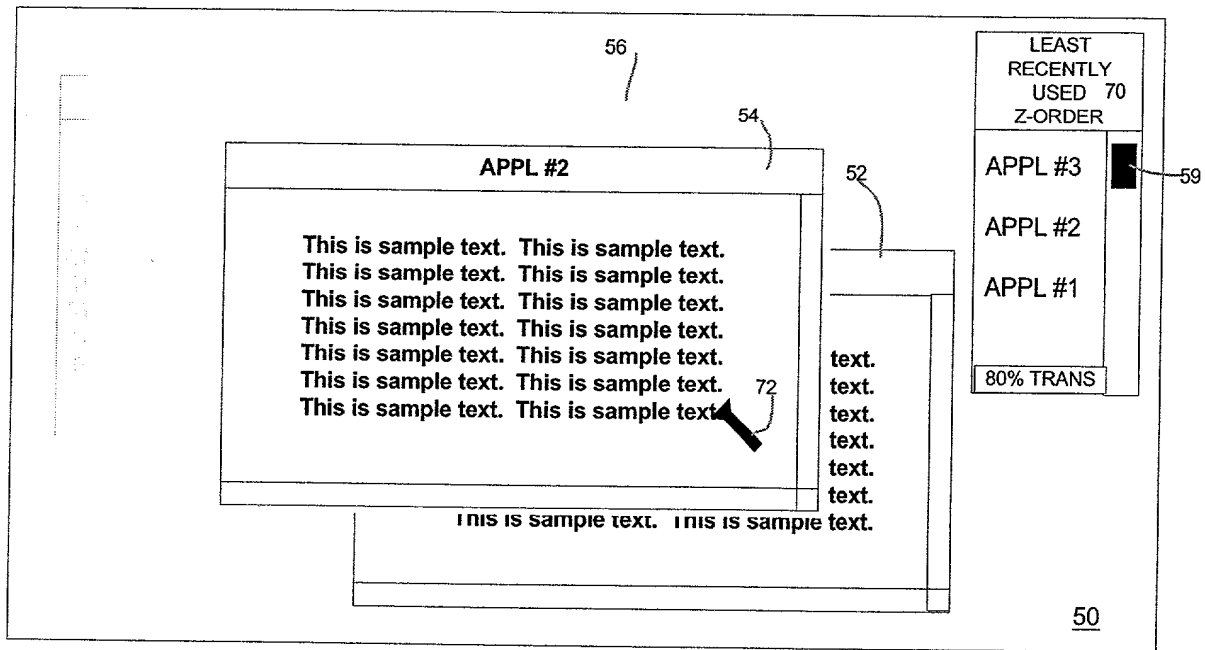 56
LEAST
RECENTLY
USED 70
Z-ORDER
54
APPL #2
52
APPL #3
59
APPL #2
APPL #1
This is sample text. This is sample text.
This is sample text. This is sample text.
This is sample text. This is sample text.
This is sample text. This is sample text.
This is sample text. This is sample text.
This is sample text. This is sample text.
This is sample text. This is sample text.
text.
text.
text.
text.
text.
text.
This is sample text. This is sample text.
80% TRANS
72
50